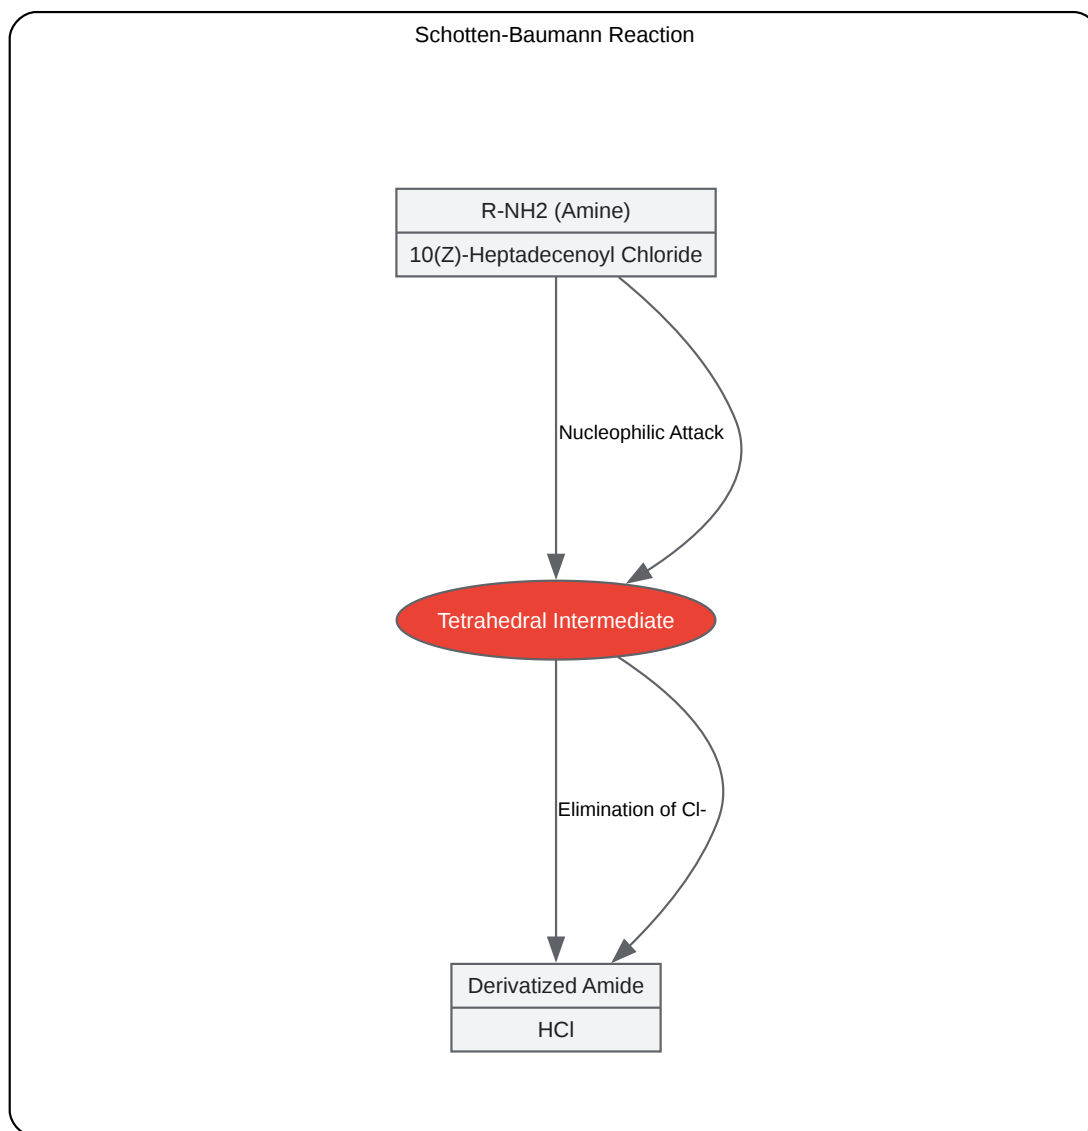 Schotten-Baumann Reaction
R-NH2 (Amine)
10(Z)-Heptadecenoyl Chloride
Nucleophilic Attack
Tetrahedral Intermediate
Elimination of Cl-
Derivatized Amide
HCl